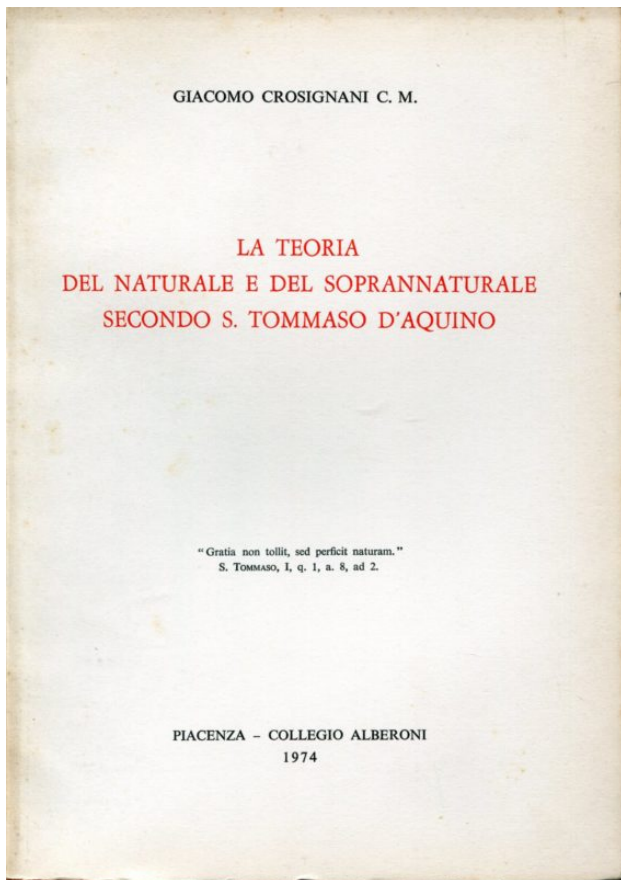 GIACOMO CROSIGNANI C. M.
LA TEORIA
DEL NATURALE E DEL SOPRANNATURALE
SECONDO S. TOMMASO D'AQUINO
"Gratia non tollit, sed perficit naturam."
S. TOMMASO, I, q. 1, a. 8, ad 2.
PIACENZA – COLLEGIO ALBERONI
1974